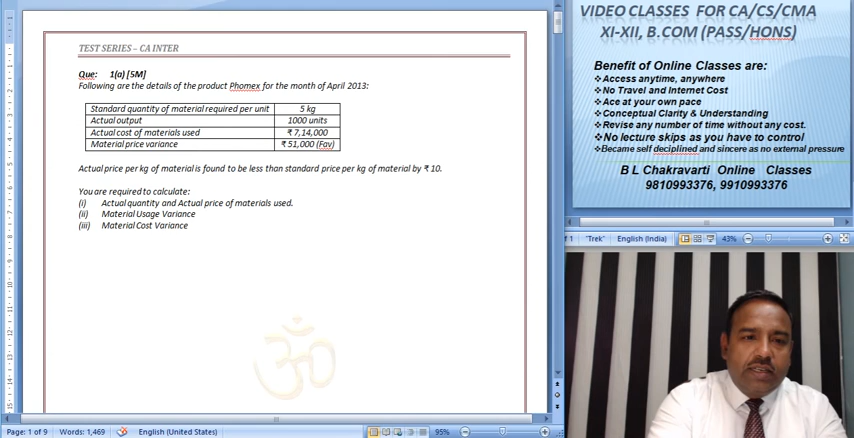 TEST SERIES – CA INTER
Que: 1(a) [5M]
Following are the details of the product Phomex for the month of April 2013:
Standard quantity of material required per unit 5 kg
Actual output 1000 units
Actual cost of materials used ₹ 7,14,000
Material price variance ₹ 51,000 (Fav)
Actual price per kg of material is found to be less than standard price per kg of material by ₹ 10.
You are required to calculate:
(i) Actual quantity and Actual price of materials used.
(ii) Material Usage Variance
(iii) Material Cost Variance
ॐ
Page: 1 of 9 Words: 1,469 English (United States) 95%
VIDEO CLASSES FOR CA/CS/CMA
XI-XII, B.COM (PASS/HONS)
Benefit of Online Classes are:
❖Access anytime, anywhere
❖No Travel and Internet Cost
❖Ace at your own pace
❖Conceptual Clarity & Understanding
❖Revise any number of time without any cost.
❖No lecture skips as you have to control
❖Became self deciplined and sincere as no external pressure
B L Chakravarti Online Classes
9810993376, 9910993376
f 1 "Trek" English (India) 43%